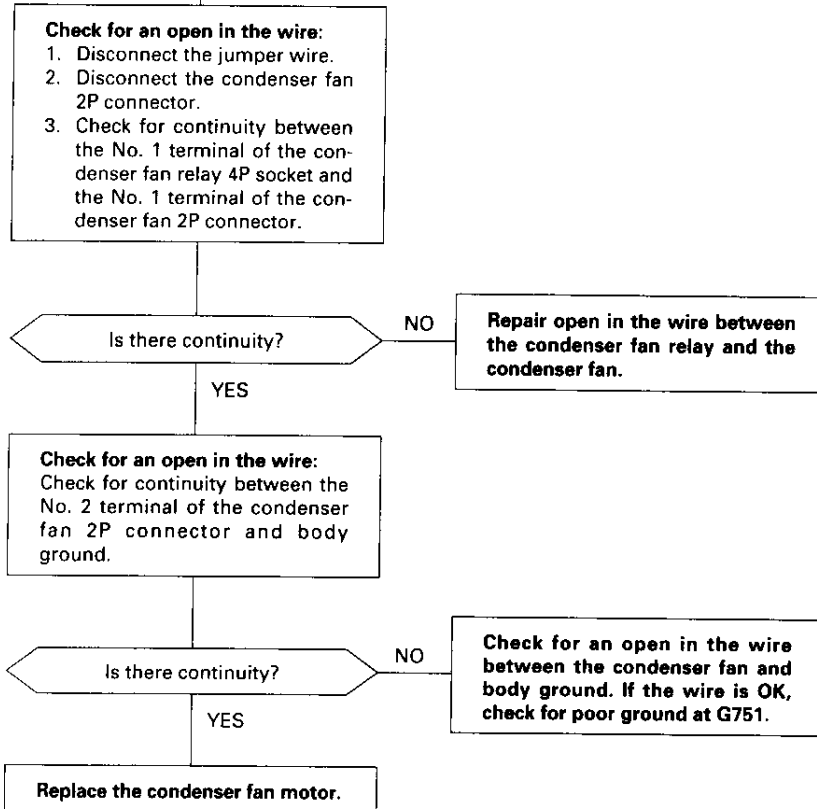 Check for an open in the wire:
1. Disconnect the jumper wire.
2. Disconnect the condenser fan
2P connector.
3. Check for continuity between
the No. 1 terminal of the con-
denser fan relay 4P socket and
the No. 1 terminal of the con-
denser fan 2P connector.
Is there continuity?
NO
Repair open in the wire between
the condenser fan relay and the
condenser fan.
YES
Check for an open in the wire:
Check for continuity between the
No. 2 terminal of the condenser
fan 2P connector and body
ground.
Is there continuity?
NO
Check for an open in the wire
between the condenser fan and
body ground. If the wire is OK,
check for poor ground at G751.
YES
Replace the condenser fan motor.